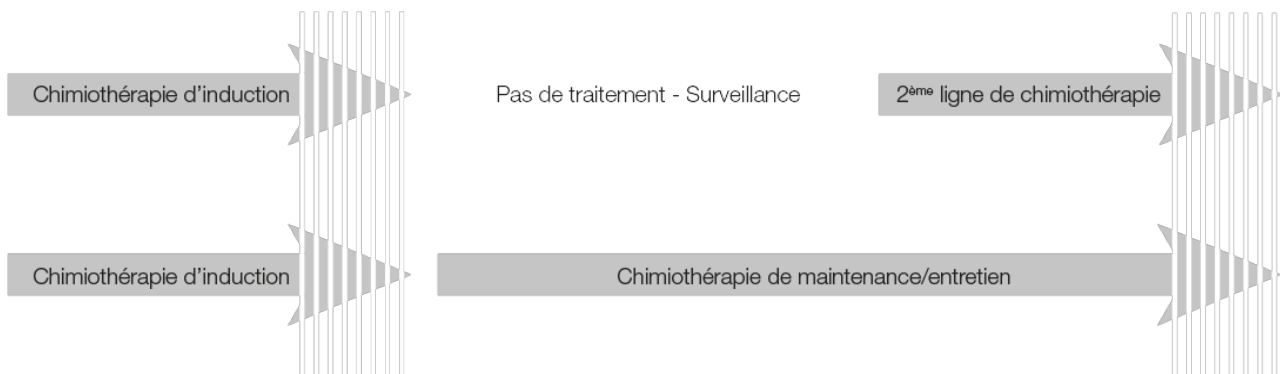 Chimiothérapie d'induction
Pas de traitement - Surveillance
2ème ligne de chimiothérapie
Chimiothérapie d'induction
Chimiothérapie de maintenance/entretien